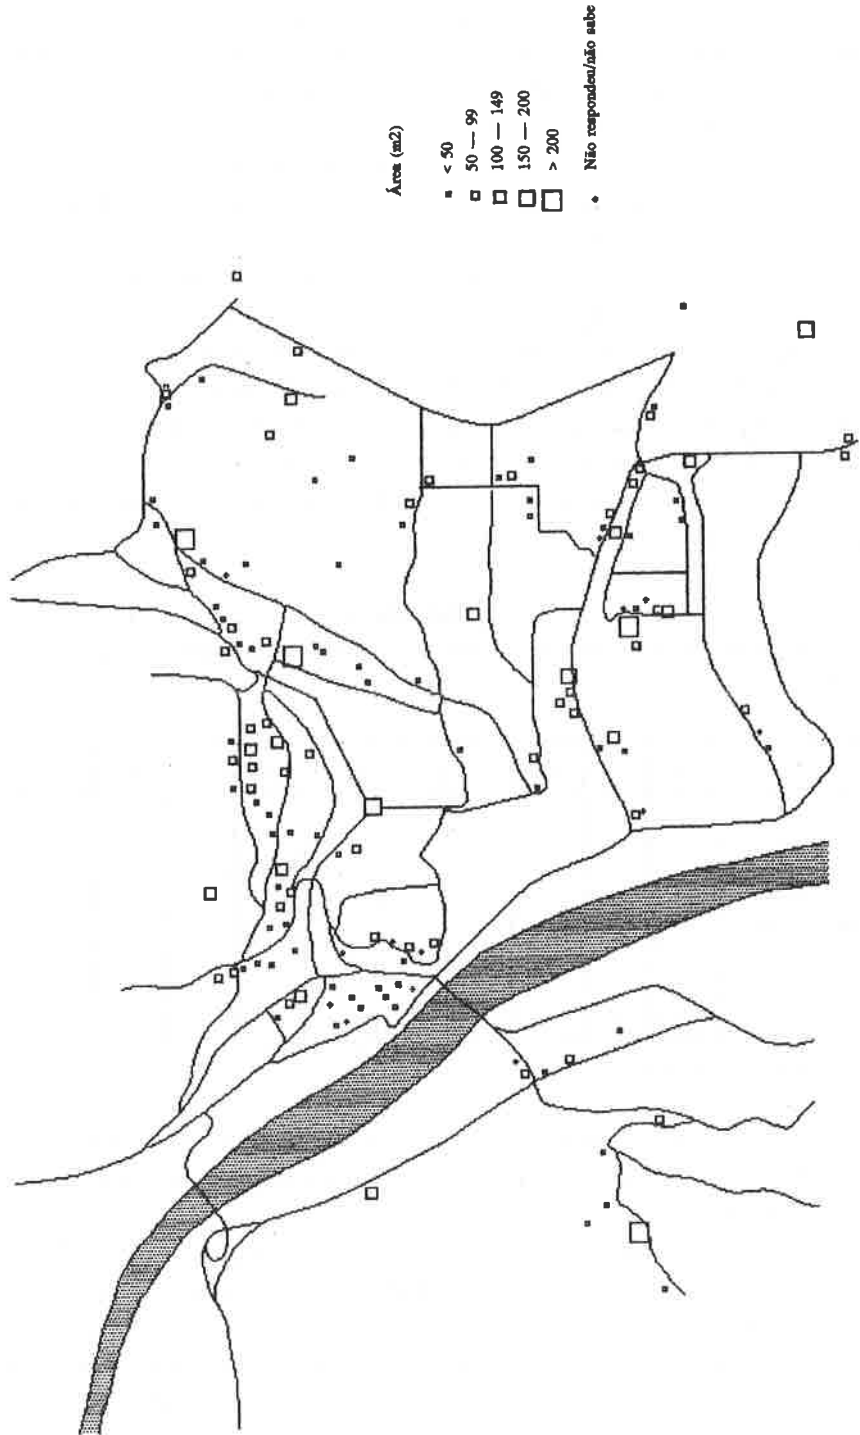 Área (m2)
< 50
50 — 99
100 — 149
150 — 200
> 200
Não respondeu/não sabe